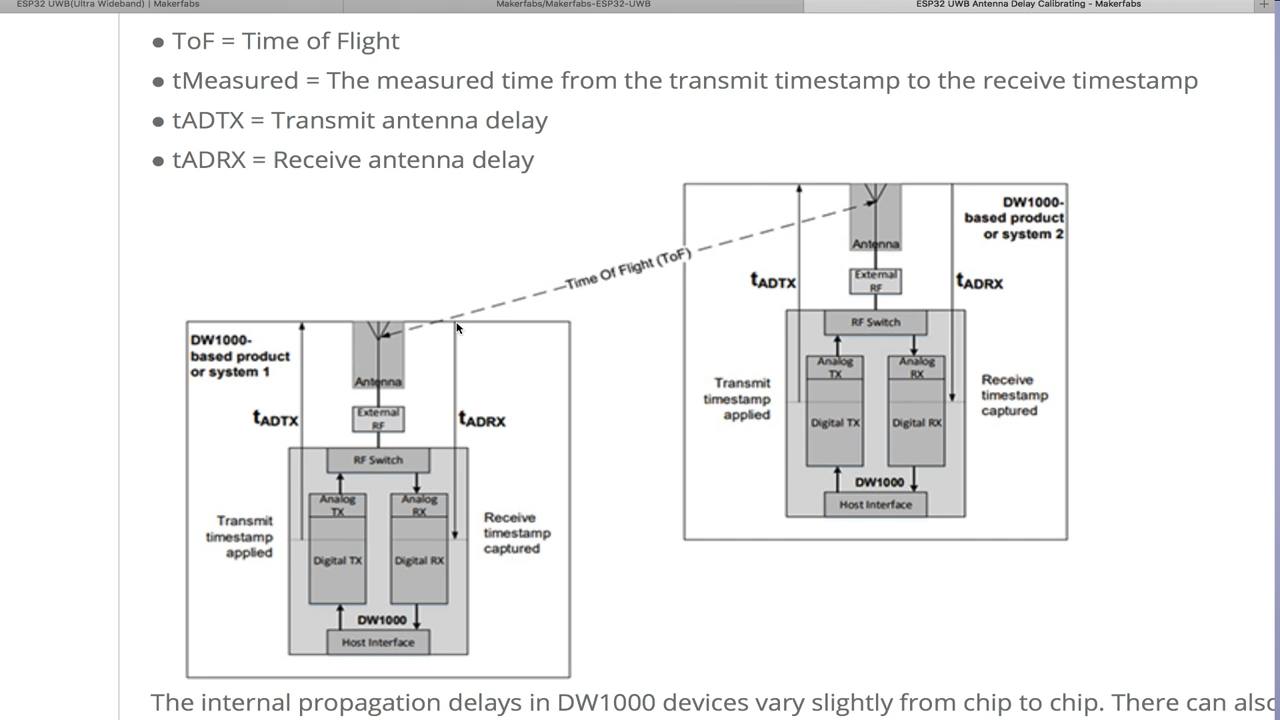 ESP32 UWB(Ultra Wideband) | Makerfabs
Makerfabs/Makerfabs-ESP32-UWB
ESP32 UWB Antenna Delay Calibrating - Makerfabs
+
● ToF = Time of Flight
● tMeasured = The measured time from the transmit timestamp to the receive timestamp
● tADTX = Transmit antenna delay
● tADRX = Receive antenna delay
Time Of Flight (ToF)
DW1000-
based product
or system 1
Antenna
tADTX
External
RF
tADRX
RF Switch
Analog
TX
Analog
RX
Transmit
timestamp
applied
Receive
timestamp
captured
Digital TX
Digital RX
DW1000
Host Interface
DW1000-
based product
or system 2
Antenna
tADTX
External
RF
tADRX
RF Switch
Analog
TX
Analog
RX
Transmit
timestamp
applied
Receive
timestamp
captured
Digital TX
Digital RX
DW1000
Host Interface
The internal propagation delays in DW1000 devices vary slightly from chip to chip. There can also